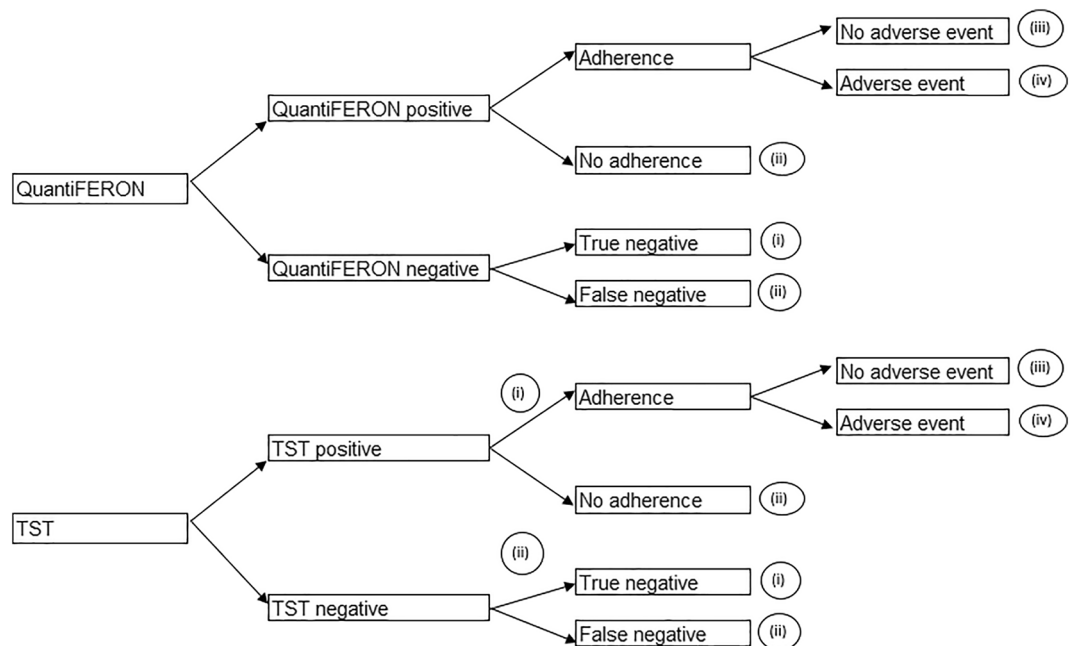 No adverse event (iii)
Adherence
Adverse event (iv)
QuantiFERON positive
No adherence (ii)
QuantiFERON
True negative (i)
QuantiFERON negative
False negative (ii)
No adverse event (iii)
(i)
Adherence
Adverse event (iv)
TST positive
No adherence (ii)
TST
(ii)
True negative (i)
TST negative
False negative (ii)